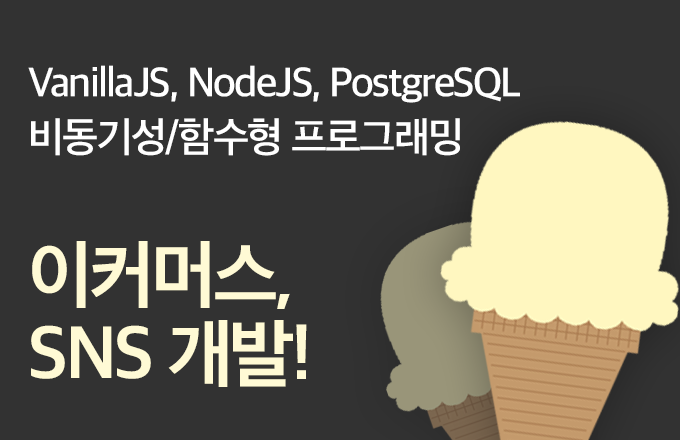 VanillaJS, NodeJS, PostgreSQL
비동기성/함수형 프로그래밍
이커머스,
SNS 개발!